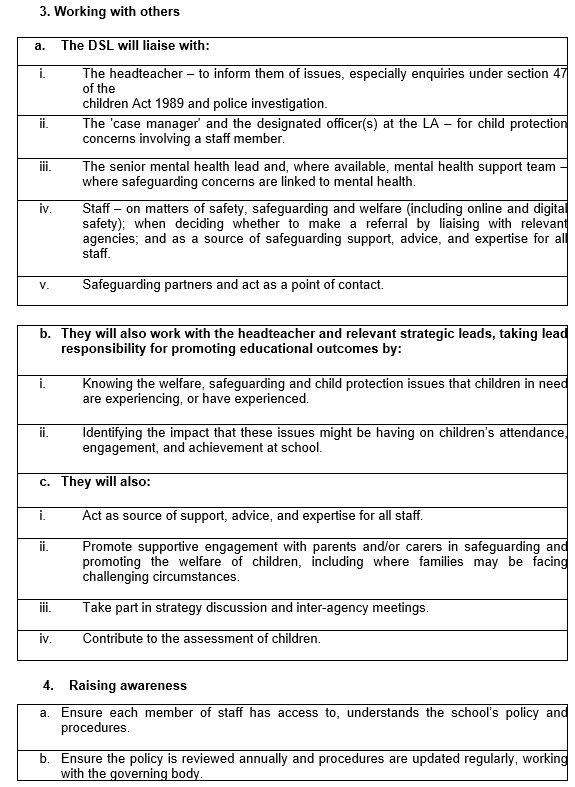 3. Working with others
a. The DSL will liaise with:
i. The headteacher – to inform them of issues, especially enquiries under section 47
of the
children Act 1989 and police investigation.
ii. The 'case manager' and the designated officer(s) at the LA – for child protection
concerns involving a staff member.
iii. The senior mental health lead and, where available, mental health support team –
where safeguarding concerns are linked to mental health.
iv. Staff – on matters of safety, safeguarding and welfare (including online and digital
safety); when deciding whether to make a referral by liaising with relevant
agencies; and as a source of safeguarding support, advice, and expertise for all
staff.
v. Safeguarding partners and act as a point of contact.
b. They will also work with the headteacher and relevant strategic leads, taking lead
responsibility for promoting educational outcomes by:
i. Knowing the welfare, safeguarding and child protection issues that children in need
are experiencing, or have experienced.
ii. Identifying the impact that these issues might be having on children's attendance,
engagement, and achievement at school.
c. They will also:
i. Act as source of support, advice, and expertise for all staff.
ii. Promote supportive engagement with parents and/or carers in safeguarding and
promoting the welfare of children, including where families may be facing
challenging circumstances.
iii. Take part in strategy discussion and inter-agency meetings.
iv. Contribute to the assessment of children.
4. Raising awareness
a. Ensure each member of staff has access to, understands the school's policy and
procedures.
b. Ensure the policy is reviewed annually and procedures are updated regularly, working
with the governing body.